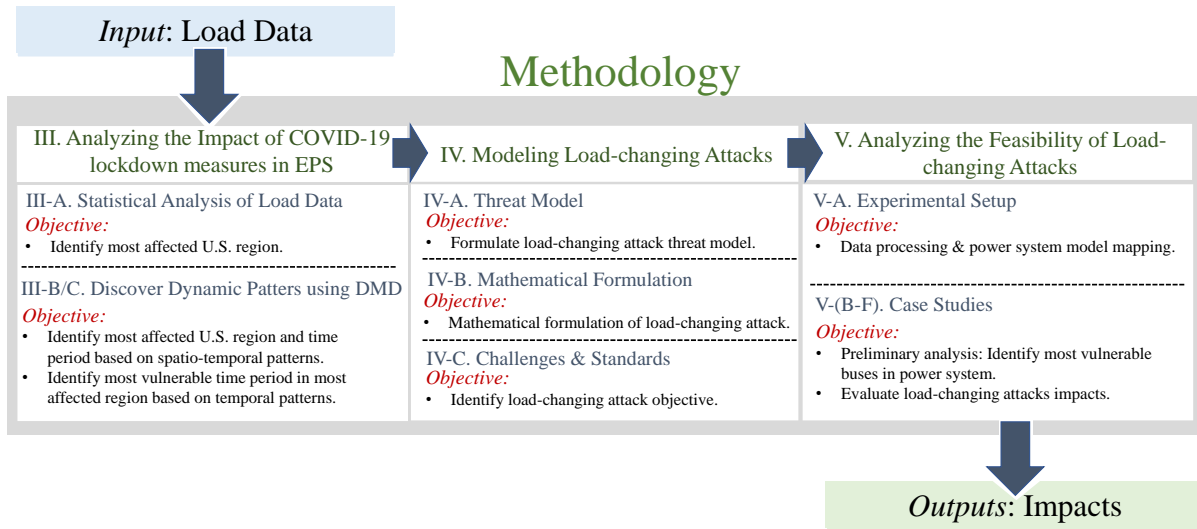 Input: Load Data
Methodology
III. Analyzing the Impact of COVID-19
lockdown measures in EPS
III-A. Statistical Analysis of Load Data
Objective:
• Identify most affected U.S. region.
III-B/C. Discover Dynamic Patters using DMD
Objective:
• Identify most affected U.S. region and time
period based on spatio-temporal patterns.
• Identify most vulnerable time period in most
affected region based on temporal patterns.
IV. Modeling Load-changing Attacks
IV-A. Threat Model
Objective:
• Formulate load-changing attack threat model.
IV-B. Mathematical Formulation
Objective:
• Mathematical formulation of load-changing attack.
IV-C. Challenges & Standards
Objective:
• Identify load-changing attack objective.
V. Analyzing the Feasibility of Load-
changing Attacks
V-A. Experimental Setup
Objective:
• Data processing & power system model mapping.
V-(B-F). Case Studies
Objective:
• Preliminary analysis: Identify most vulnerable
buses in power system.
• Evaluate load-changing attacks impacts.
Outputs: Impacts